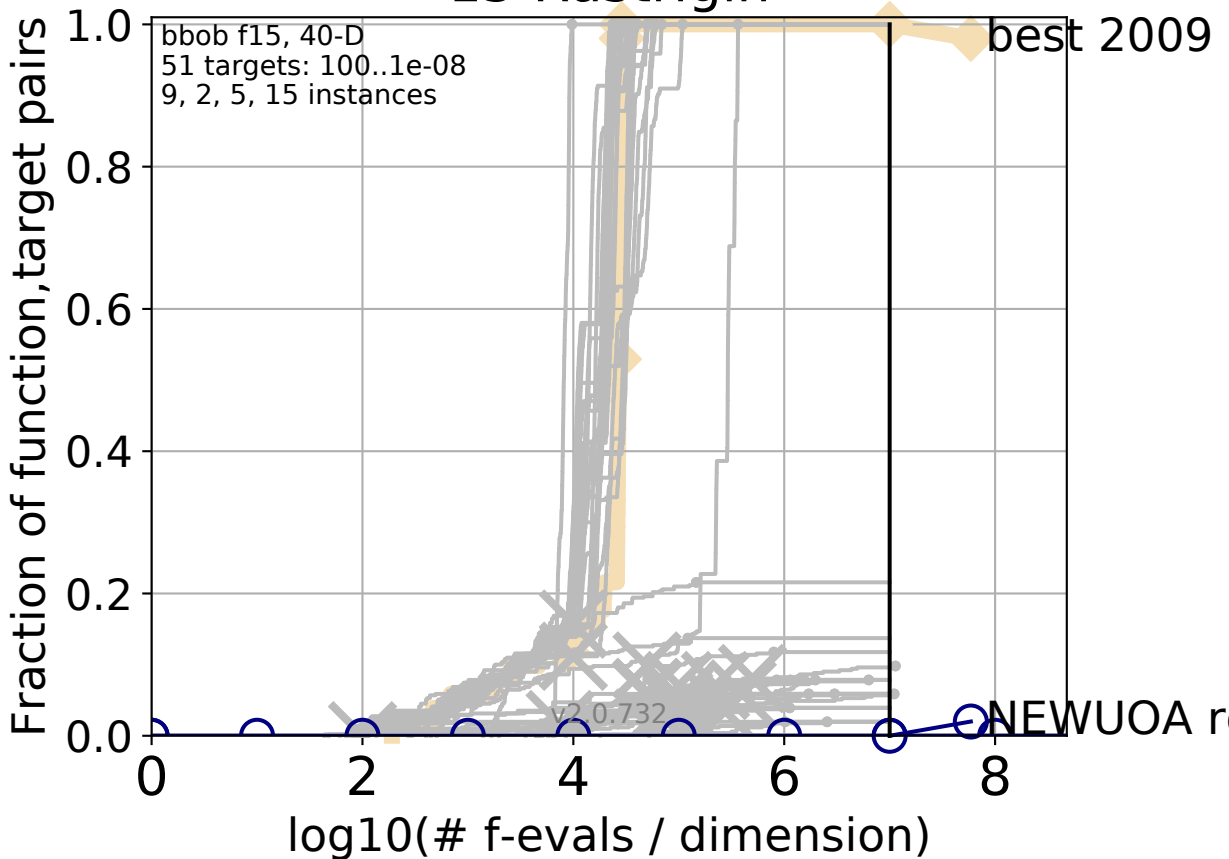 bbob f15, 40-D
51 targets: 100..1e-08
9, 2, 5, 15 instances
best 2009
NEWUOA
v2.0.732
Fraction of function,target pairs
1.0
0.8
0.6
0.4
0.2
0.0
0 2 4 6 8
log10(# f-evals / dimension)